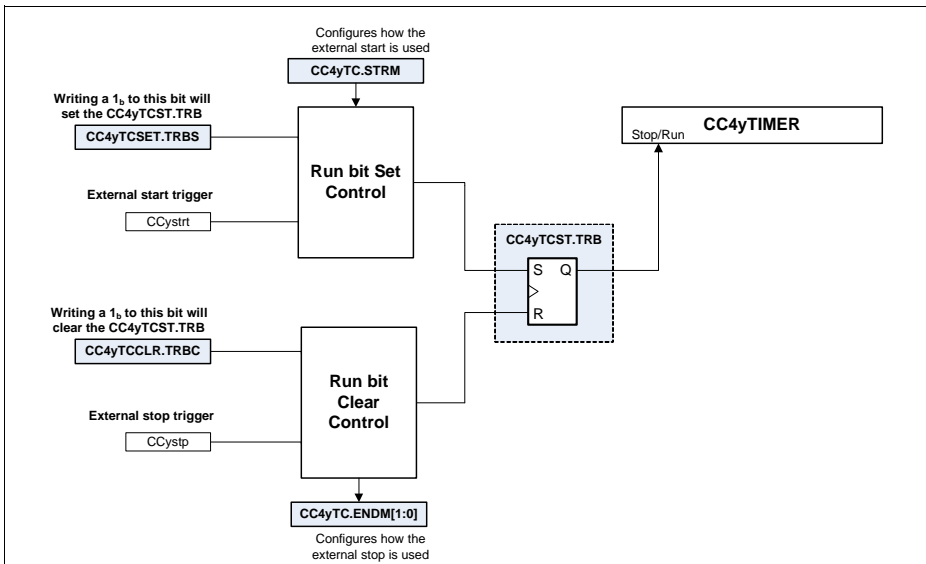 Configures how the
external start is used
CC4yTC.STRM
Writing a 1b to this bit will
set the CC4yTCST.TRB
CC4yTCSET.TRBS
Run bit Set
Control
External start trigger
CCystrt
CC4yTIMER
Stop/Run
CC4yTCST.TRB
S Q
R
Writing a 1b to this bit will
clear the CC4yTCST.TRB
CC4yTCCLR.TRBC
Run bit
Clear
Control
External stop trigger
CCystp
CC4yTC.ENDM[1:0]
Configures how the
external stop is used